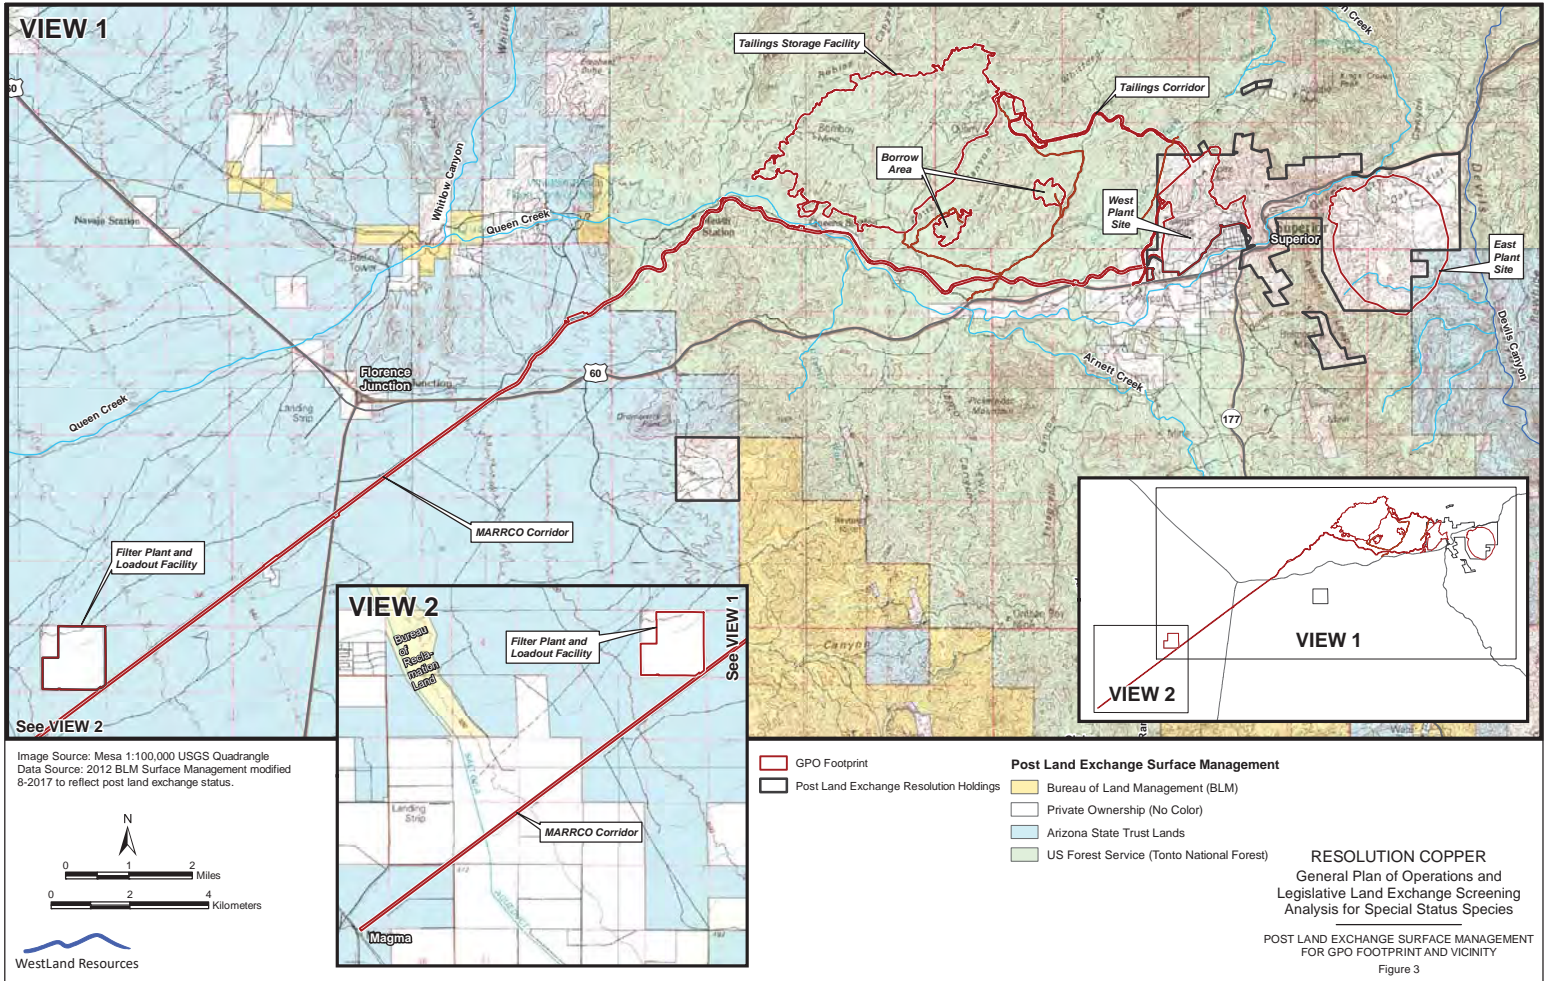 VIEW 1
Tailings Storage Facility
Tailings Corridor
Borrow
Area
West
Plant
Site
East
Plant
Site
Superior
Superior
Devils Canyon
Whitlow Canyon
Queen Creek
Queen Creek
Arnett Creek
Navajo Station
Florence
Junction
Landing
Strip
60
60
177
MARRCO Corridor
Filter Plant and
Loadout Facility
See VIEW 2
VIEW 2
Bureau
of
Recla-
mation
Land
Filter Plant and
Loadout Facility
See VIEW 1
Landing
Strip
MARRCO Corridor
Magma
Canyon
VIEW 1
VIEW 2
Image Source: Mesa 1:100,000 USGS Quadrangle
Data Source: 2012 BLM Surface Management modified
8-2017 to reflect post land exchange status.
N
0 1 2
Miles
0 2 4
Kilometers
WestLand Resources
GPO Footprint
Post Land Exchange Resolution Holdings
Post Land Exchange Surface Management
Bureau of Land Management (BLM)
Private Ownership (No Color)
Arizona State Trust Lands
US Forest Service (Tonto National Forest)
RESOLUTION COPPER
General Plan of Operations and
Legislative Land Exchange Screening
Analysis for Special Status Species
POST LAND EXCHANGE SURFACE MANAGEMENT
FOR GPO FOOTPRINT AND VICINITY
Figure 3